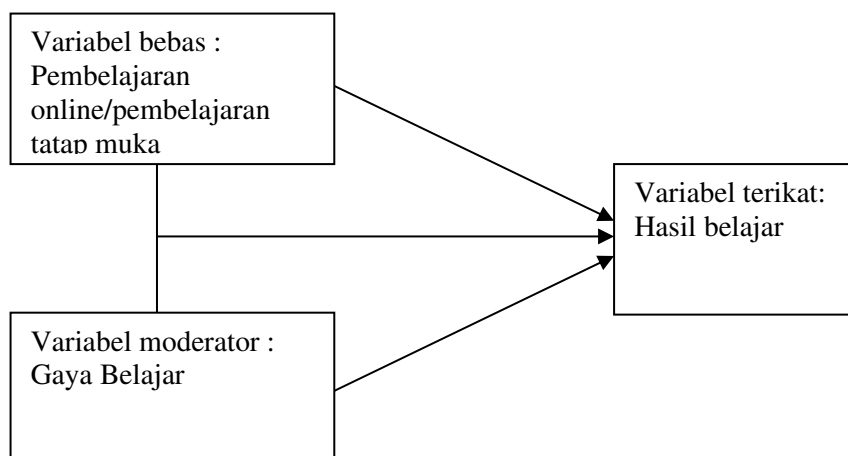 Variabel bebas :
Pembelajaran
online/pembelajaran
tatap muka
Variabel terikat:
Hasil belajar
Variabel moderator :
Gaya Belajar